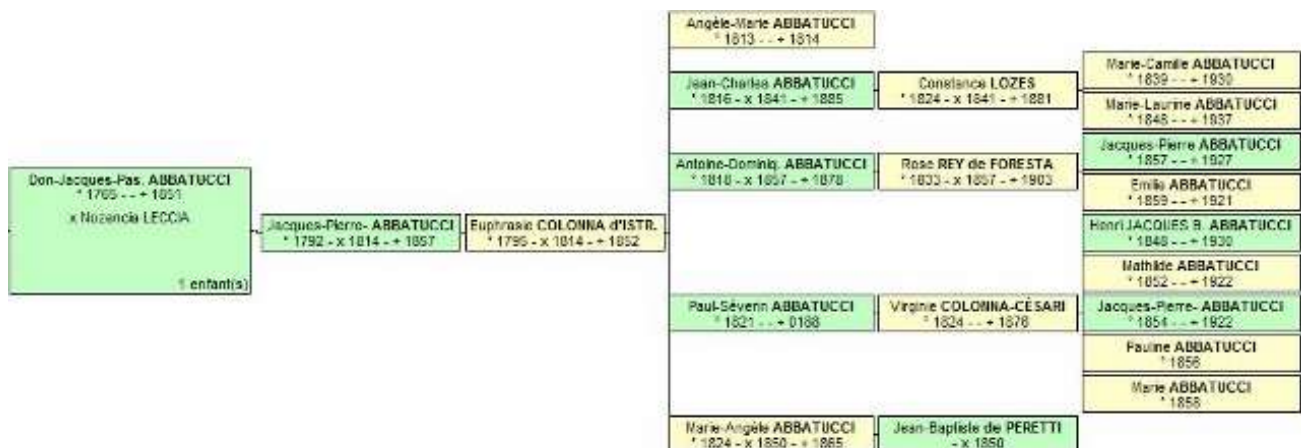 Don-Jacques-Pas. ABBATUCCI
° 1765 - - + 1851
x Nozencia LECCIA
1 enfant(s)
Jacques-Pierre- ABBATUCCI
° 1792 - x 1814 - + 1857
Euphrasie COLONNA d'ISTR.
° 1795 - x 1814 - + 1852
Angèle-Marie ABBATUCCI
° 1813 - - + 1814
Jean-Charles ABBATUCCI
° 1816 - x 1841 - + 1885
Constance LOZES
° 1824 - x 1841 - + 1881
Marie-Camille ABBATUCCI
° 1839 - - + 1930
Marie-Laurine ABBATUCCI
° 1848 - - + 1937
Antoine-Dominiq. ABBATUCCI
° 1818 - x 1857 - + 1878
Rose REY de FORESTA
° 1833 - x 1857 - + 1903
Jacques-Pierre ABBATUCCI
° 1857 - - + 1927
Emilie ABBATUCCI
° 1859 - - + 1921
Paul-Séverin ABBATUCCI
° 1821 - - + 0188
Virginie COLONNA-CÈSARI
° 1824 - - + 1876
Henri JACQUES B. ABBATUCCI
° 1848 - - + 1930
Mathilde ABBATUCCI
° 1852 - - + 1922
Jacques-Pierre- ABBATUCCI
° 1854 - - + 1922
Pauline ABBATUCCI
° 1856
Marie ABBATUCCI
° 1858
Marie-Angèle ABBATUCCI
° 1824 - x 1850 - + 1865
Jean-Baptiste de PERETTI
- x 1850